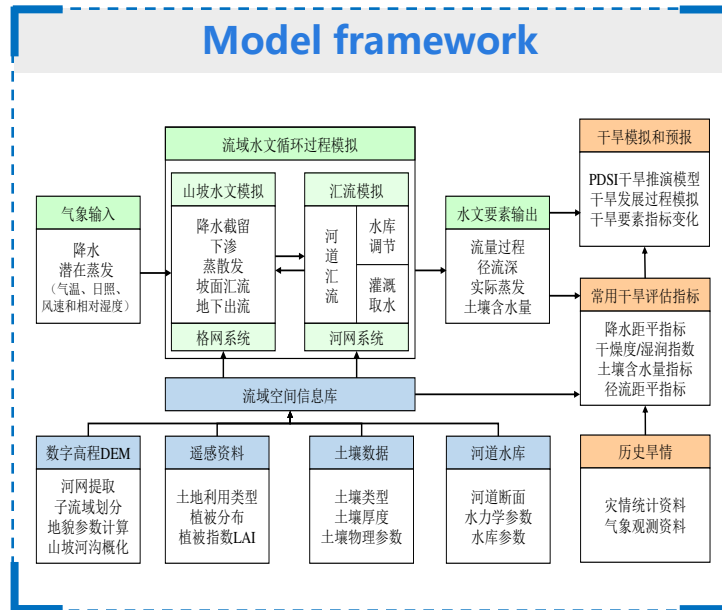 Model framework
流域水文循环过程模拟
山坡水文模拟
降水截留
下渗
蒸散发
坡面汇流
地下出流
格网系统
汇流模拟
河
道
汇
流
水库
调节
灌溉
取水
河网系统
气象输入
降水
潜在蒸发
（气温、日照、
风速和相对湿度）
水文要素输出
流量过程
径流深
实际蒸发
土壤含水量
干旱模拟和预报
PDSI干旱推演模型
干旱发展过程模拟
干旱要素指标变化
常用干旱评估指标
降水距平指标
干燥度/湿润指数
土壤含水量指标
径流距平指标
流域空间信息库
数字高程DEM
河网提取
子流域划分
地貌参数计算
山坡河沟概化
遥感资料
土地利用类型
植被分布
植被指数LAI
土壤数据
土壤类型
土壤厚度
土壤物理参数
河道水库
河道断面
水力学参数
水库参数
历史旱情
灾情统计资料
气象观测资料